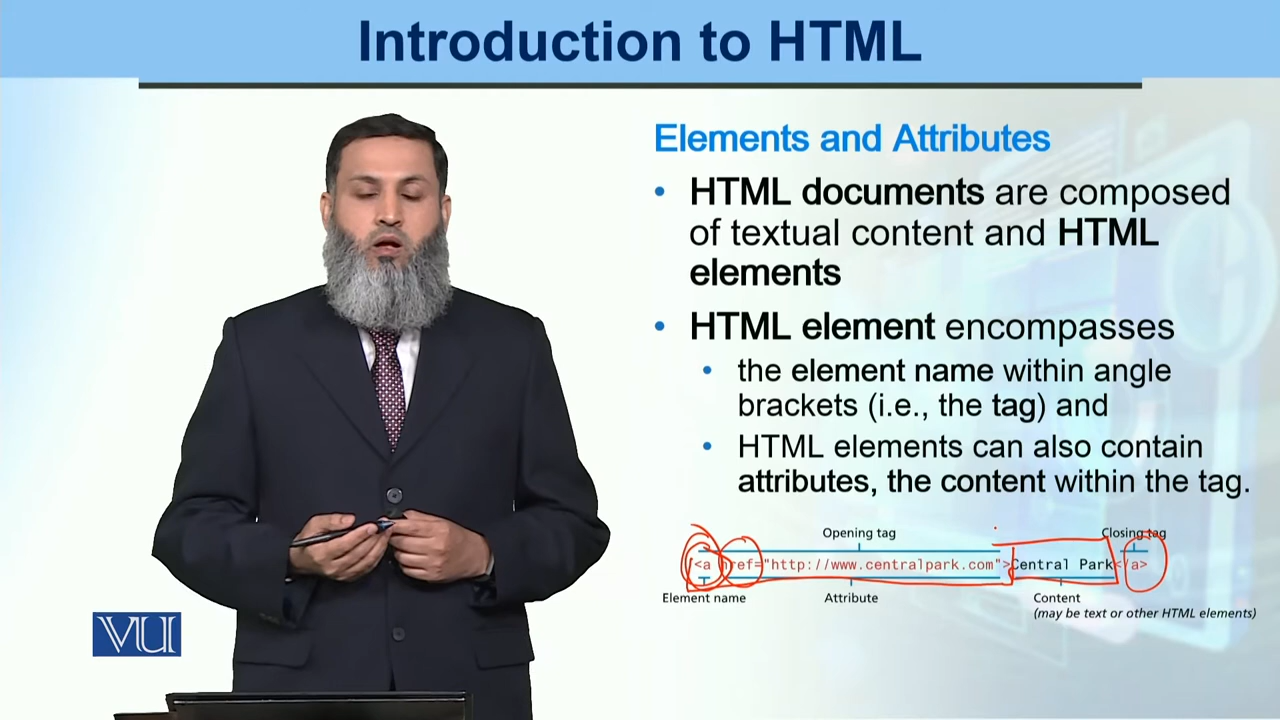 Introduction to HTML
Elements and Attributes
• HTML documents are composed
of textual content and HTML
elements
• HTML element encompasses
• the element name within angle
brackets (i.e., the tag) and
• HTML elements can also contain
attributes, the content within the tag.
Opening tag
Closing tag
<a href="http://www.centralpark.com">Central Park</a>
Element name
Attribute
Content
(may be text or other HTML elements)
VU